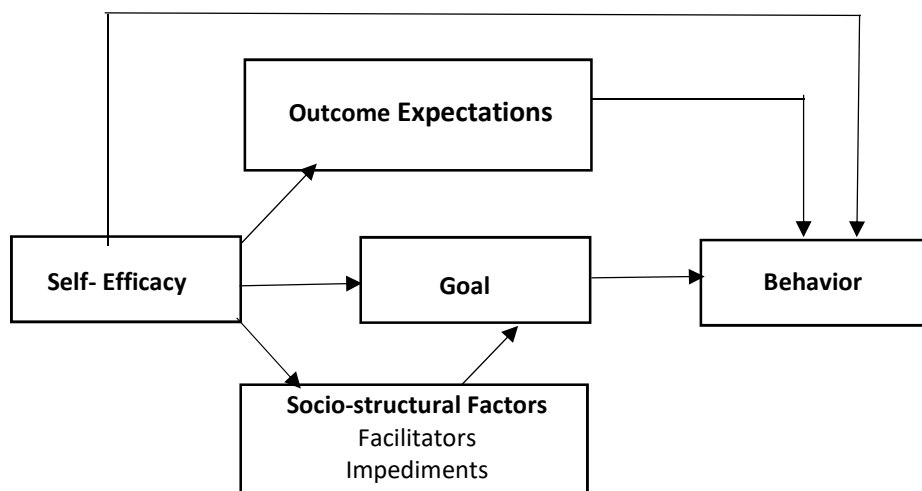 Outcome Expectations
Self- Efficacy
Goal
Behavior
Socio-structural Factors
Facilitators
Impediments